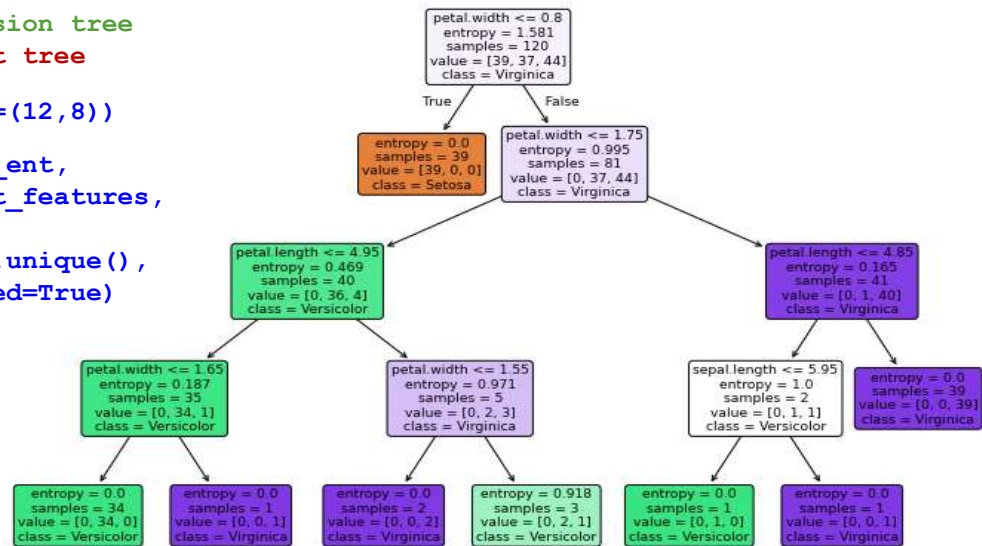 sion tree
t tree
=(12,8))
_ent,
t_features,
.unique(),
ed=True)
petal.width <= 0.8
entropy = 1.581
samples = 120
value = [39, 37, 44]
class = Virginica
True
False
entropy = 0.0
samples = 39
value = [39, 0, 0]
class = Setosa
petal.width <= 1.75
entropy = 0.995
samples = 81
value = [0, 37, 44]
class = Virginica
petal.length <= 4.95
entropy = 0.469
samples = 40
value = [0, 36, 4]
class = Versicolor
petal.length <= 4.85
entropy = 0.165
samples = 41
value = [0, 1, 40]
class = Virginica
petal.width <= 1.65
entropy = 0.187
samples = 35
value = [0, 34, 1]
class = Versicolor
petal.width <= 1.55
entropy = 0.971
samples = 5
value = [0, 2, 3]
class = Virginica
sepal.length <= 5.95
entropy = 1.0
samples = 2
value = [0, 1, 1]
class = Versicolor
entropy = 0.0
samples = 39
value = [0, 0, 39]
class = Virginica
entropy = 0.0
samples = 34
value = [0, 34, 0]
class = Versicolor
entropy = 0.0
samples = 1
value = [0, 0, 1]
class = Virginica
entropy = 0.0
samples = 2
value = [0, 0, 2]
class = Virginica
entropy = 0.918
samples = 3
value = [0, 2, 1]
class = Versicolor
entropy = 0.0
samples = 1
value = [0, 1, 0]
class = Versicolor
entropy = 0.0
samples = 1
value = [0, 0, 1]
class = Virginica